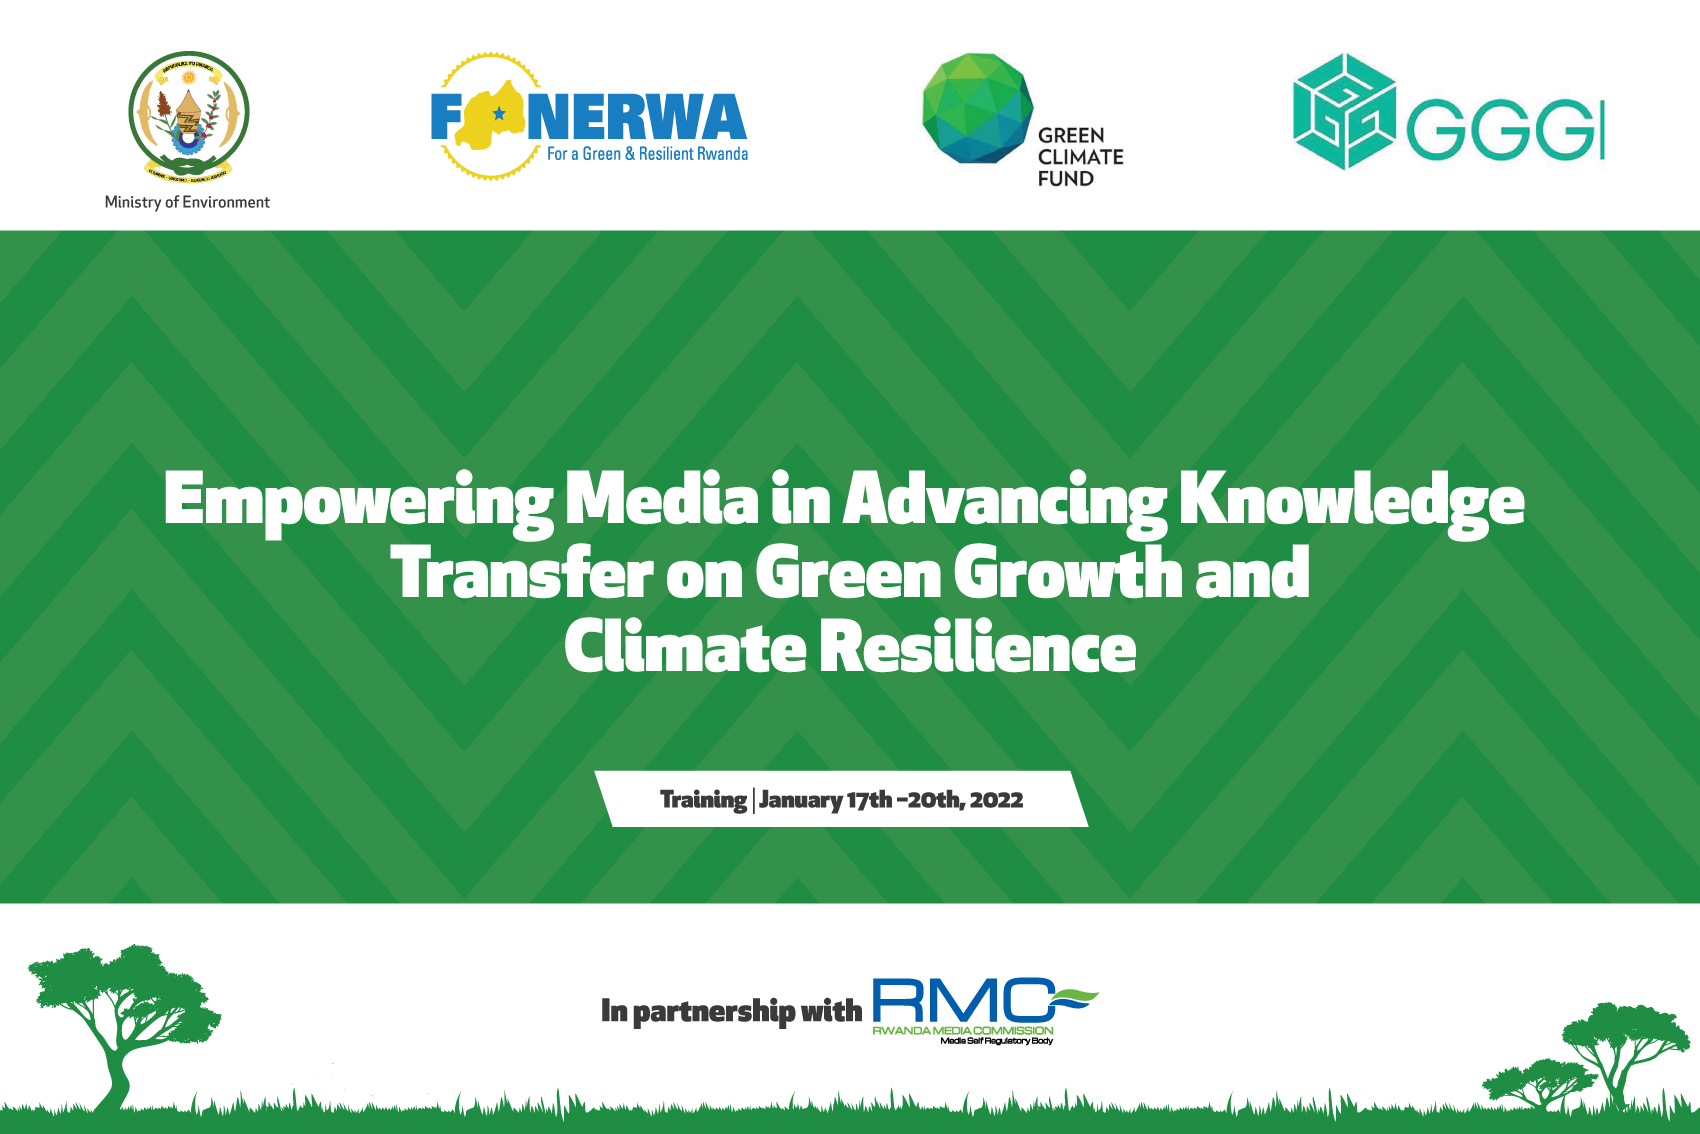 REPUBULIKA Y'U RWANDA
Ministry of Environment
FONERWA
For a Green & Resilient Rwanda
GREEN
CLIMATE
FUND
GGGI
Empowering Media in Advancing Knowledge
Transfer on Green Growth and
Climate Resilience
Training | January 17th –20th, 2022
In partnership with
RMC
RWANDA MEDIA COMMISSION
Media Self Regulatory Body